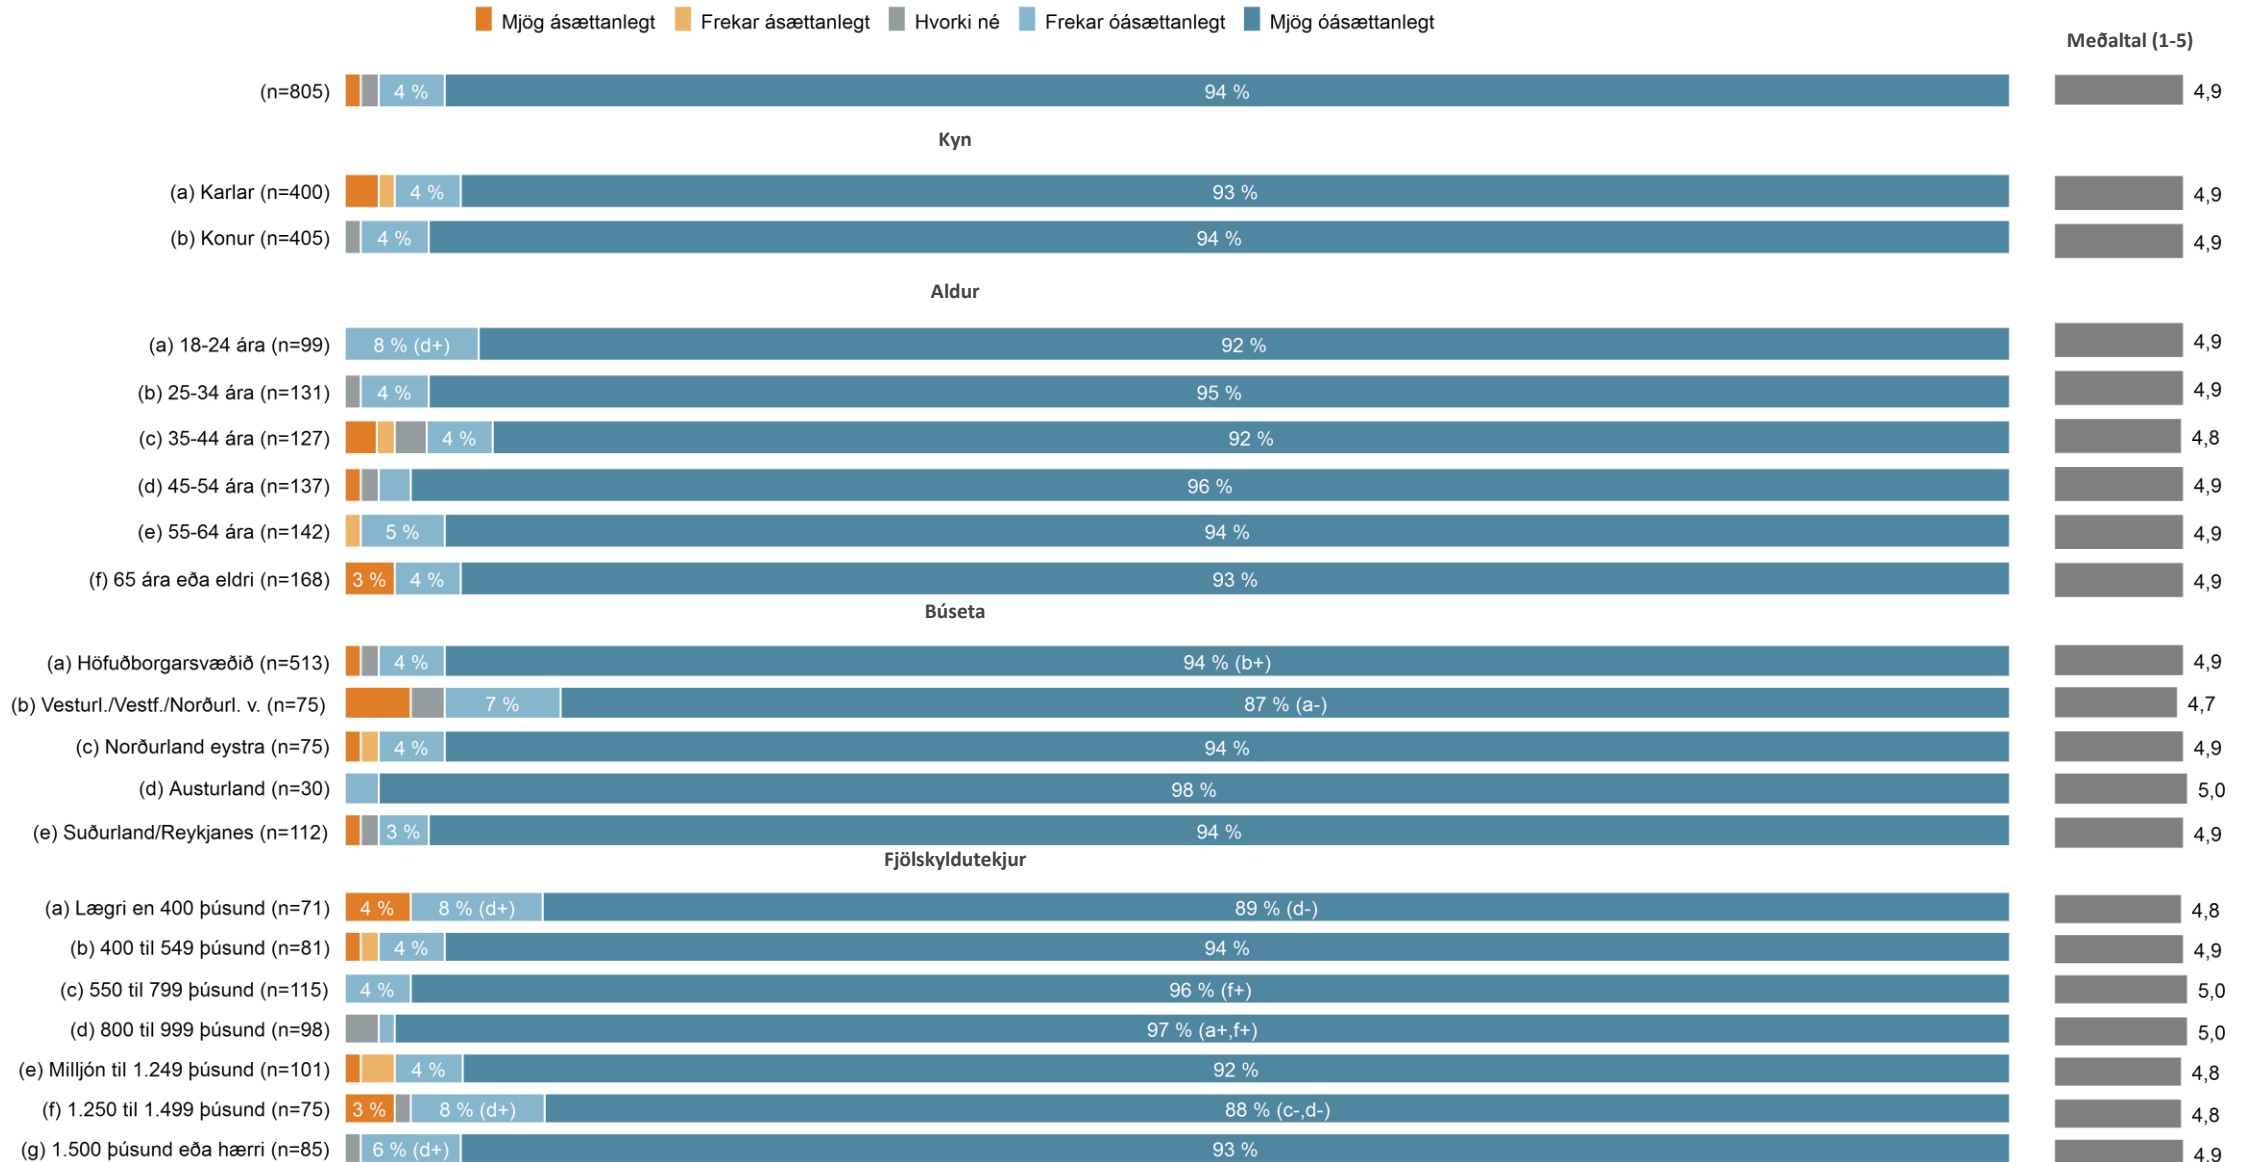 Mjög ásættanlegt Frekar ásættanlegt Hvorki né Frekar óásættanlegt Mjög óásættanlegt
Meðaltal (1-5)
(n=805) 4 % 94 % 4,9
Kyn
(a) Karlar (n=400) 4 % 93 % 4,9
(b) Konur (n=405) 4 % 94 % 4,9
Aldur
(a) 18-24 ára (n=99) 8 % (d+) 92 % 4,9
(b) 25-34 ára (n=131) 4 % 95 % 4,9
(c) 35-44 ára (n=127) 4 % 92 % 4,8
(d) 45-54 ára (n=137) 96 % 4,9
(e) 55-64 ára (n=142) 5 % 94 % 4,9
(f) 65 ára eða eldri (n=168) 3 % 4 % 93 % 4,9
Búseta
(a) Höfuðborgarsvæðið (n=513) 4 % 94 % (b+) 4,9
(b) Vesturl./Vestf./Norðurl. v. (n=75) 7 % 87 % (a-) 4,7
(c) Norðurland eystra (n=75) 4 % 94 % 4,9
(d) Austurland (n=30) 98 % 5,0
(e) Suðurland/Reykjanes (n=112) 3 % 94 % 4,9
Fjölskyldutekjur
(a) Lægri en 400 þúsund (n=71) 4 % 8 % (d+) 89 % (d-) 4,8
(b) 400 til 549 þúsund (n=81) 4 % 94 % 4,9
(c) 550 til 799 þúsund (n=115) 4 % 96 % (f+) 5,0
(d) 800 til 999 þúsund (n=98) 97 % (a+,f+) 5,0
(e) Milljón til 1.249 þúsund (n=101) 4 % 92 % 4,8
(f) 1.250 til 1.499 þúsund (n=75) 3 % 8 % (d+) 88 % (c-,d-) 4,8
(g) 1.500 þúsund eða hærri (n=85) 6 % (d+) 93 % 4,9